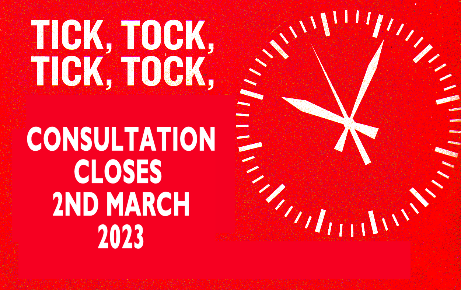 TICK, TOCK,
TICK, TOCK,
CONSULTATION
CLOSES
2ND MARCH
2023